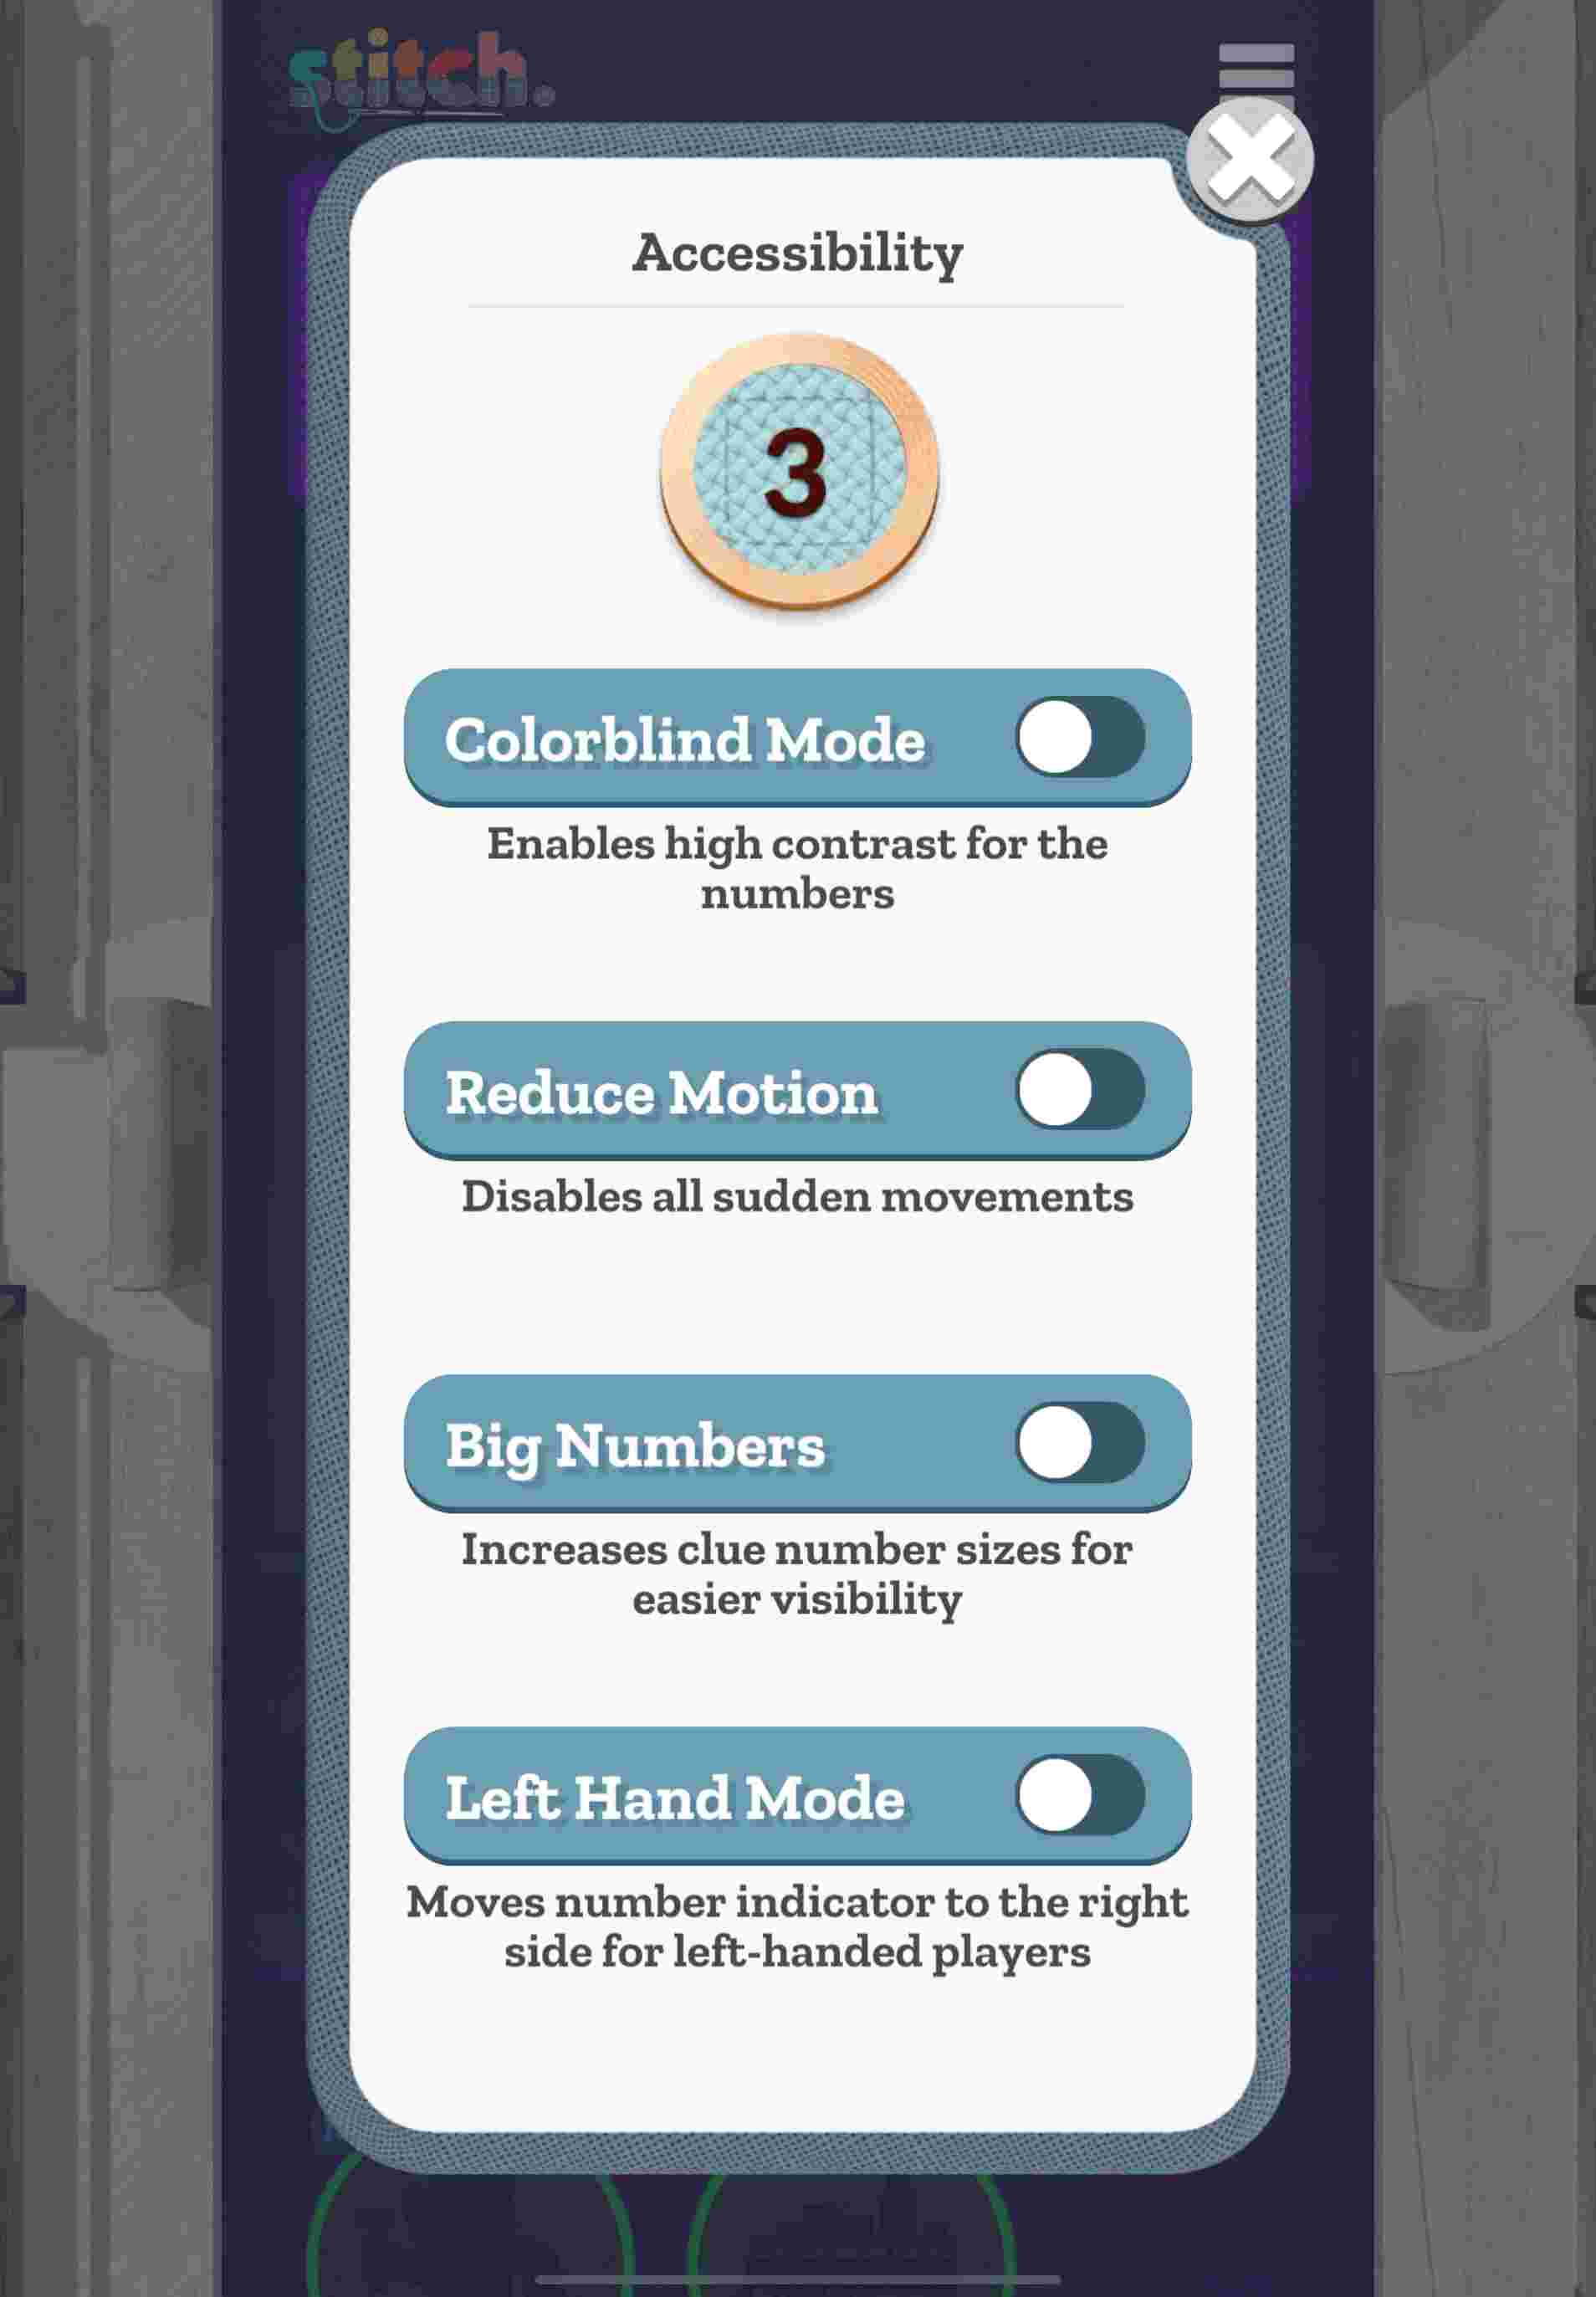 stitch.
Accessibility
3
Colorblind Mode
Enables high contrast for the
numbers
Reduce Motion
Disables all sudden movements
Big Numbers
Increases clue number sizes for
easier visibility
Left Hand Mode
Moves number indicator to the right
side for left-handed players